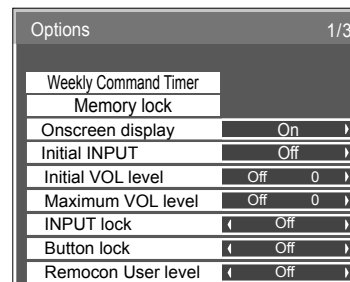 Options 1/3
Weekly Command Timer
Memory lock
Onscreen display On
Initial INPUT Off
Initial VOL level Off 0
Maximum VOL level Off 0
INPUT lock Off
Button lock Off
Remocon User level Off